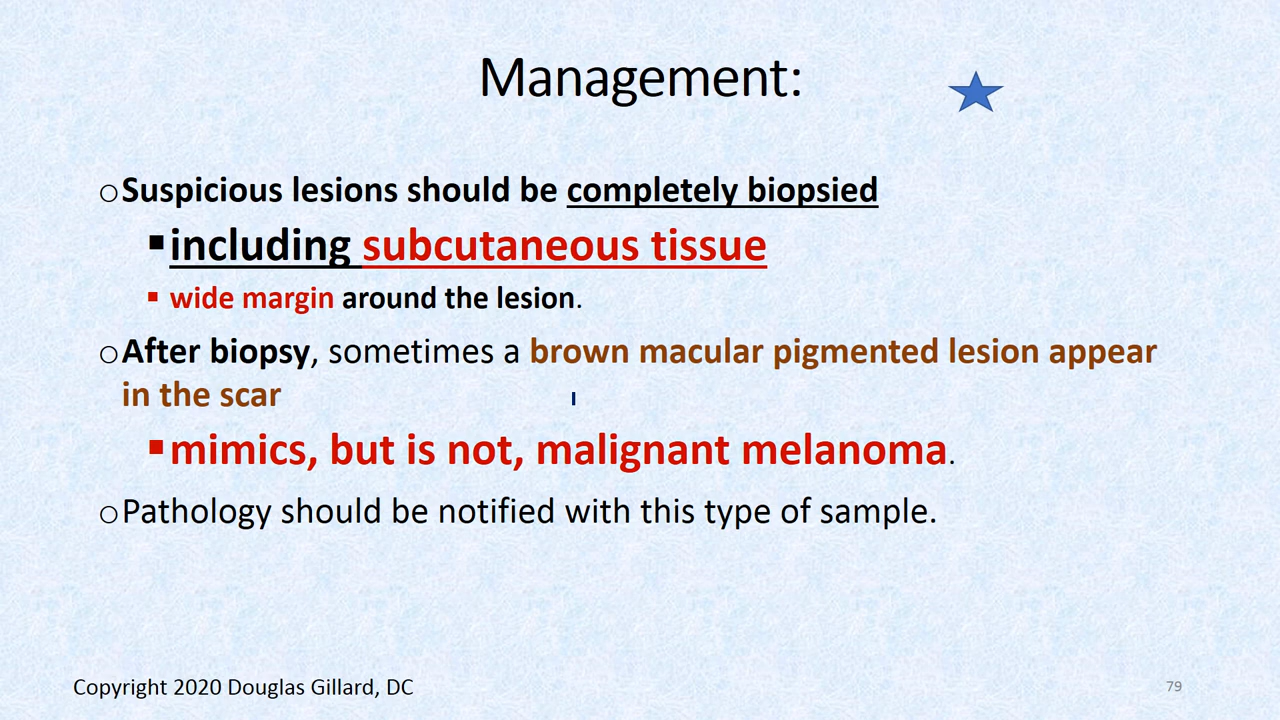 Management:
Suspicious lesions should be completely biopsied
including subcutaneous tissue
wide margin around the lesion.
After biopsy, sometimes a brown macular pigmented lesion appear
in the scar
mimics, but is not, malignant melanoma.
Pathology should be notified with this type of sample.
Copyright 2020 Douglas Gillard, DC
79